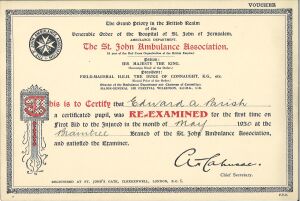 VOUCHER
The Grand Priory in the British Realm
of the
Venerable Order of the Hospital of St. John of Jerusalem.
AMBULANCE DEPARTMENT.
The St. John Ambulance Association.
Patron:
HIS MAJESTY THE KING.
President:
FIELD-MARSHAL H.R.H. THE DUKE OF CONNAUGHT, K.G., etc.
This is to Certify that Edward A. Parish
a certificated pupil, was RE-EXAMINED for the first time on
First Aid to the Injured in the month of May 1930 at
Braintree Branch of the St. John Ambulance Association,
and satisfied the Examiner.
Chief Secretary.
REGISTERED AT ST. JOHN'S GATE, CLERKENWELL, LONDON, E.C.1.